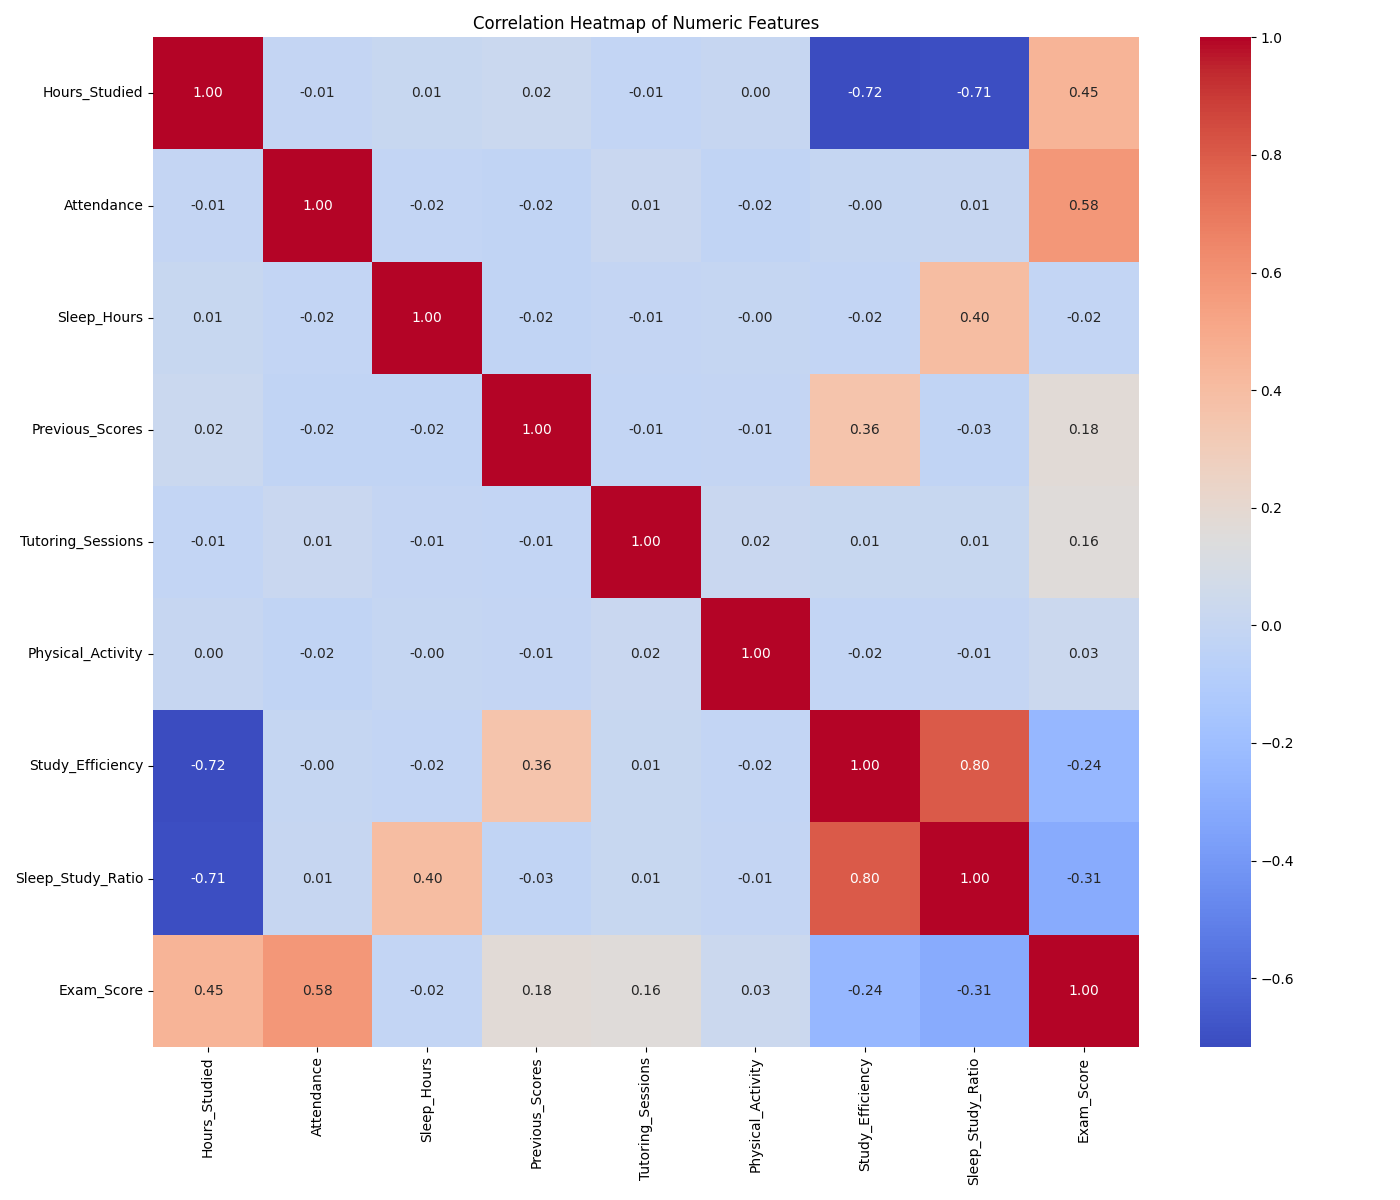 Correlation Heatmap of Numeric Features
Hours_Studied 1.00 -0.01 0.01 0.02 -0.01 0.00 -0.72 -0.71 0.45
Attendance -0.01 1.00 -0.02 -0.02 0.01 -0.02 -0.00 0.01 0.58
Sleep_Hours 0.01 -0.02 1.00 -0.02 -0.01 -0.00 -0.02 0.40 -0.02
Previous_Scores 0.02 -0.02 -0.02 1.00 -0.01 -0.01 0.36 -0.03 0.18
Tutoring_Sessions -0.01 0.01 -0.01 -0.01 1.00 0.02 0.01 0.01 0.16
Physical_Activity 0.00 -0.02 -0.00 -0.01 0.02 1.00 -0.02 -0.01 0.03
Study_Efficiency -0.72 -0.00 -0.02 0.36 0.01 -0.02 1.00 0.80 -0.24
Sleep_Study_Ratio -0.71 0.01 0.40 -0.03 0.01 -0.01 0.80 1.00 -0.31
Exam_Score 0.45 0.58 -0.02 0.18 0.16 0.03 -0.24 -0.31 1.00
Hours_Studied
Attendance
Sleep_Hours
Previous_Scores
Tutoring_Sessions
Physical_Activity
Study_Efficiency
Sleep_Study_Ratio
Exam_Score
1.0
0.8
0.6
0.4
0.2
0.0
−0.2
−0.4
−0.6